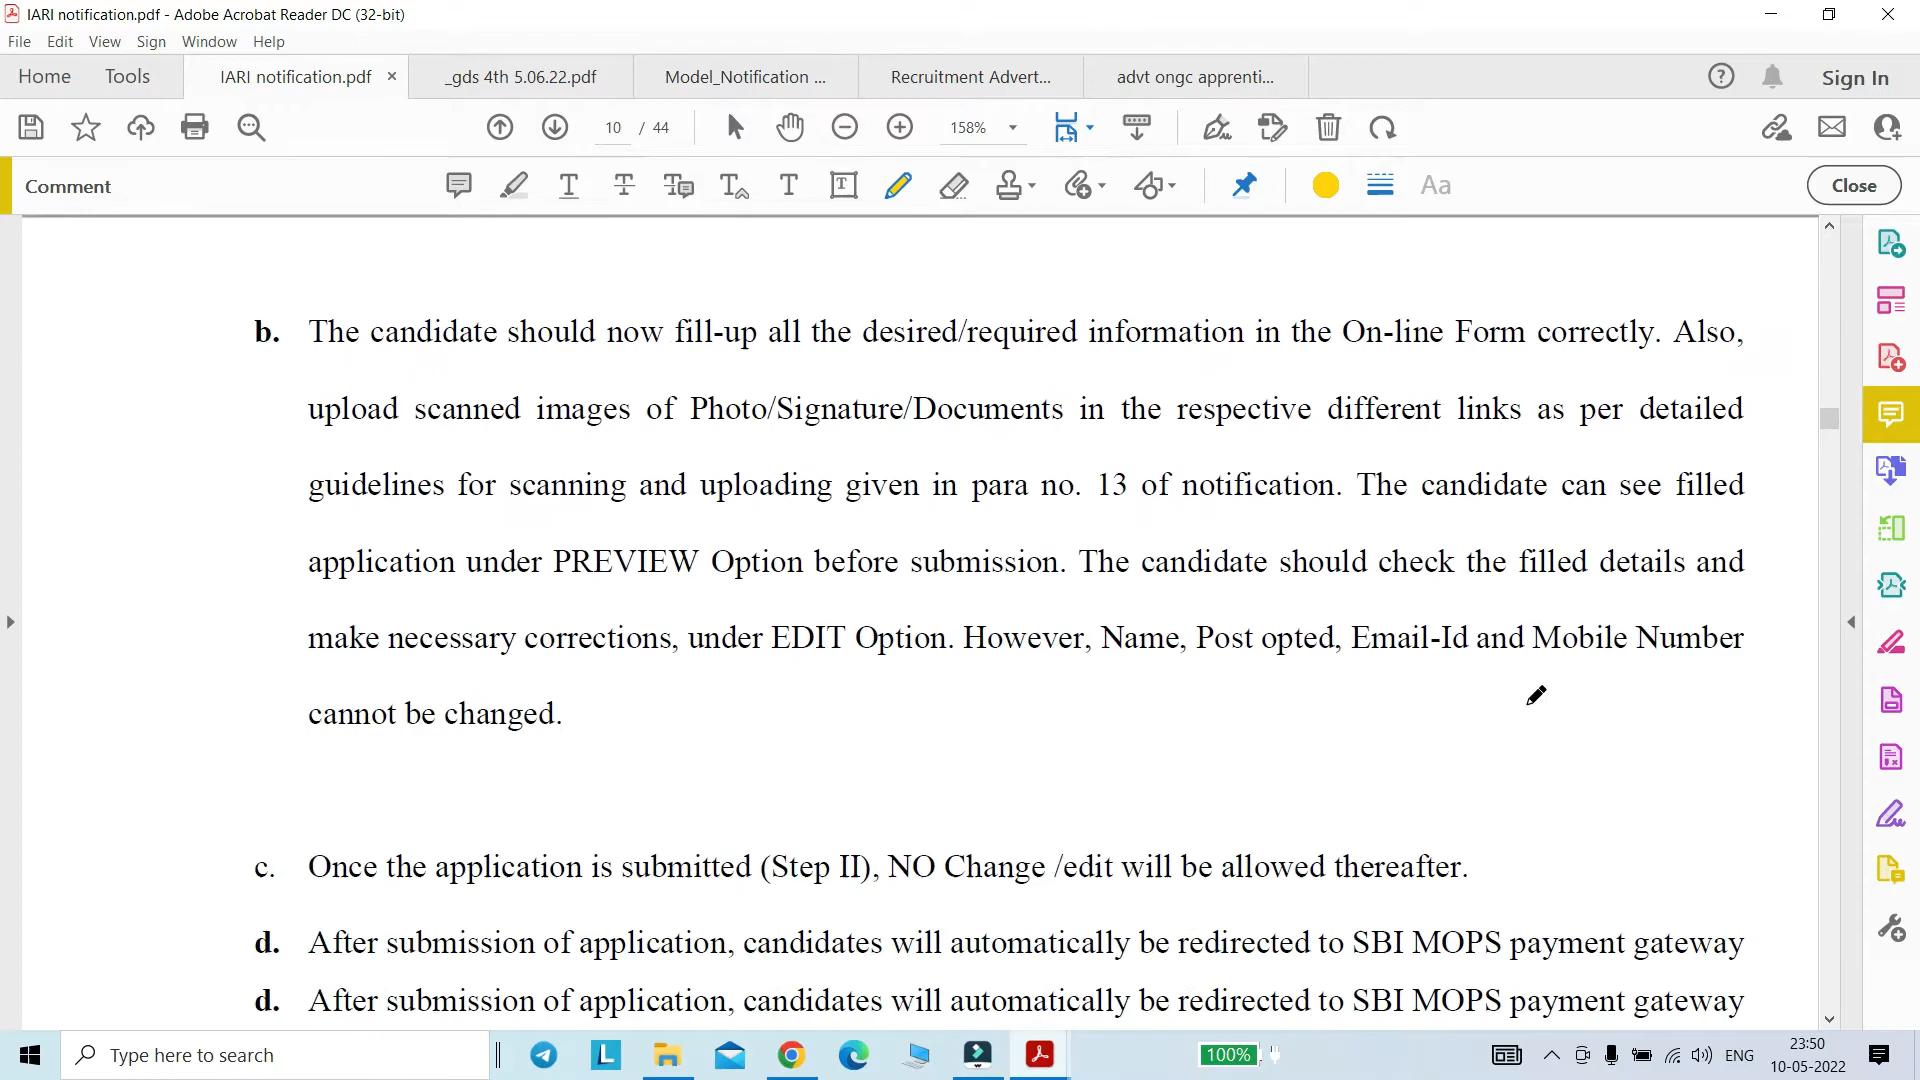 IARI notification.pdf - Adobe Acrobat Reader DC (32-bit)
File Edit View Sign Window Help
Home Tools IARI notification.pdf × _gds 4th 5.06.22.pdf Model_Notification ... Recruitment Advert... advt ongc apprenti... Sign In
10 / 44 158%
Comment Aa Close
b. The candidate should now fill-up all the desired/required information in the On-line Form correctly. Also,
upload scanned images of Photo/Signature/Documents in the respective different links as per detailed
guidelines for scanning and uploading given in para no. 13 of notification. The candidate can see filled
application under PREVIEW Option before submission. The candidate should check the filled details and
make necessary corrections, under EDIT Option. However, Name, Post opted, Email-Id and Mobile Number
cannot be changed.
c. Once the application is submitted (Step II), NO Change /edit will be allowed thereafter.
d. After submission of application, candidates will automatically be redirected to SBI MOPS payment gateway
d. After submission of application, candidates will automatically be redirected to SBI MOPS payment gateway
Type here to search L 100% ENG 23:50
10-05-2022